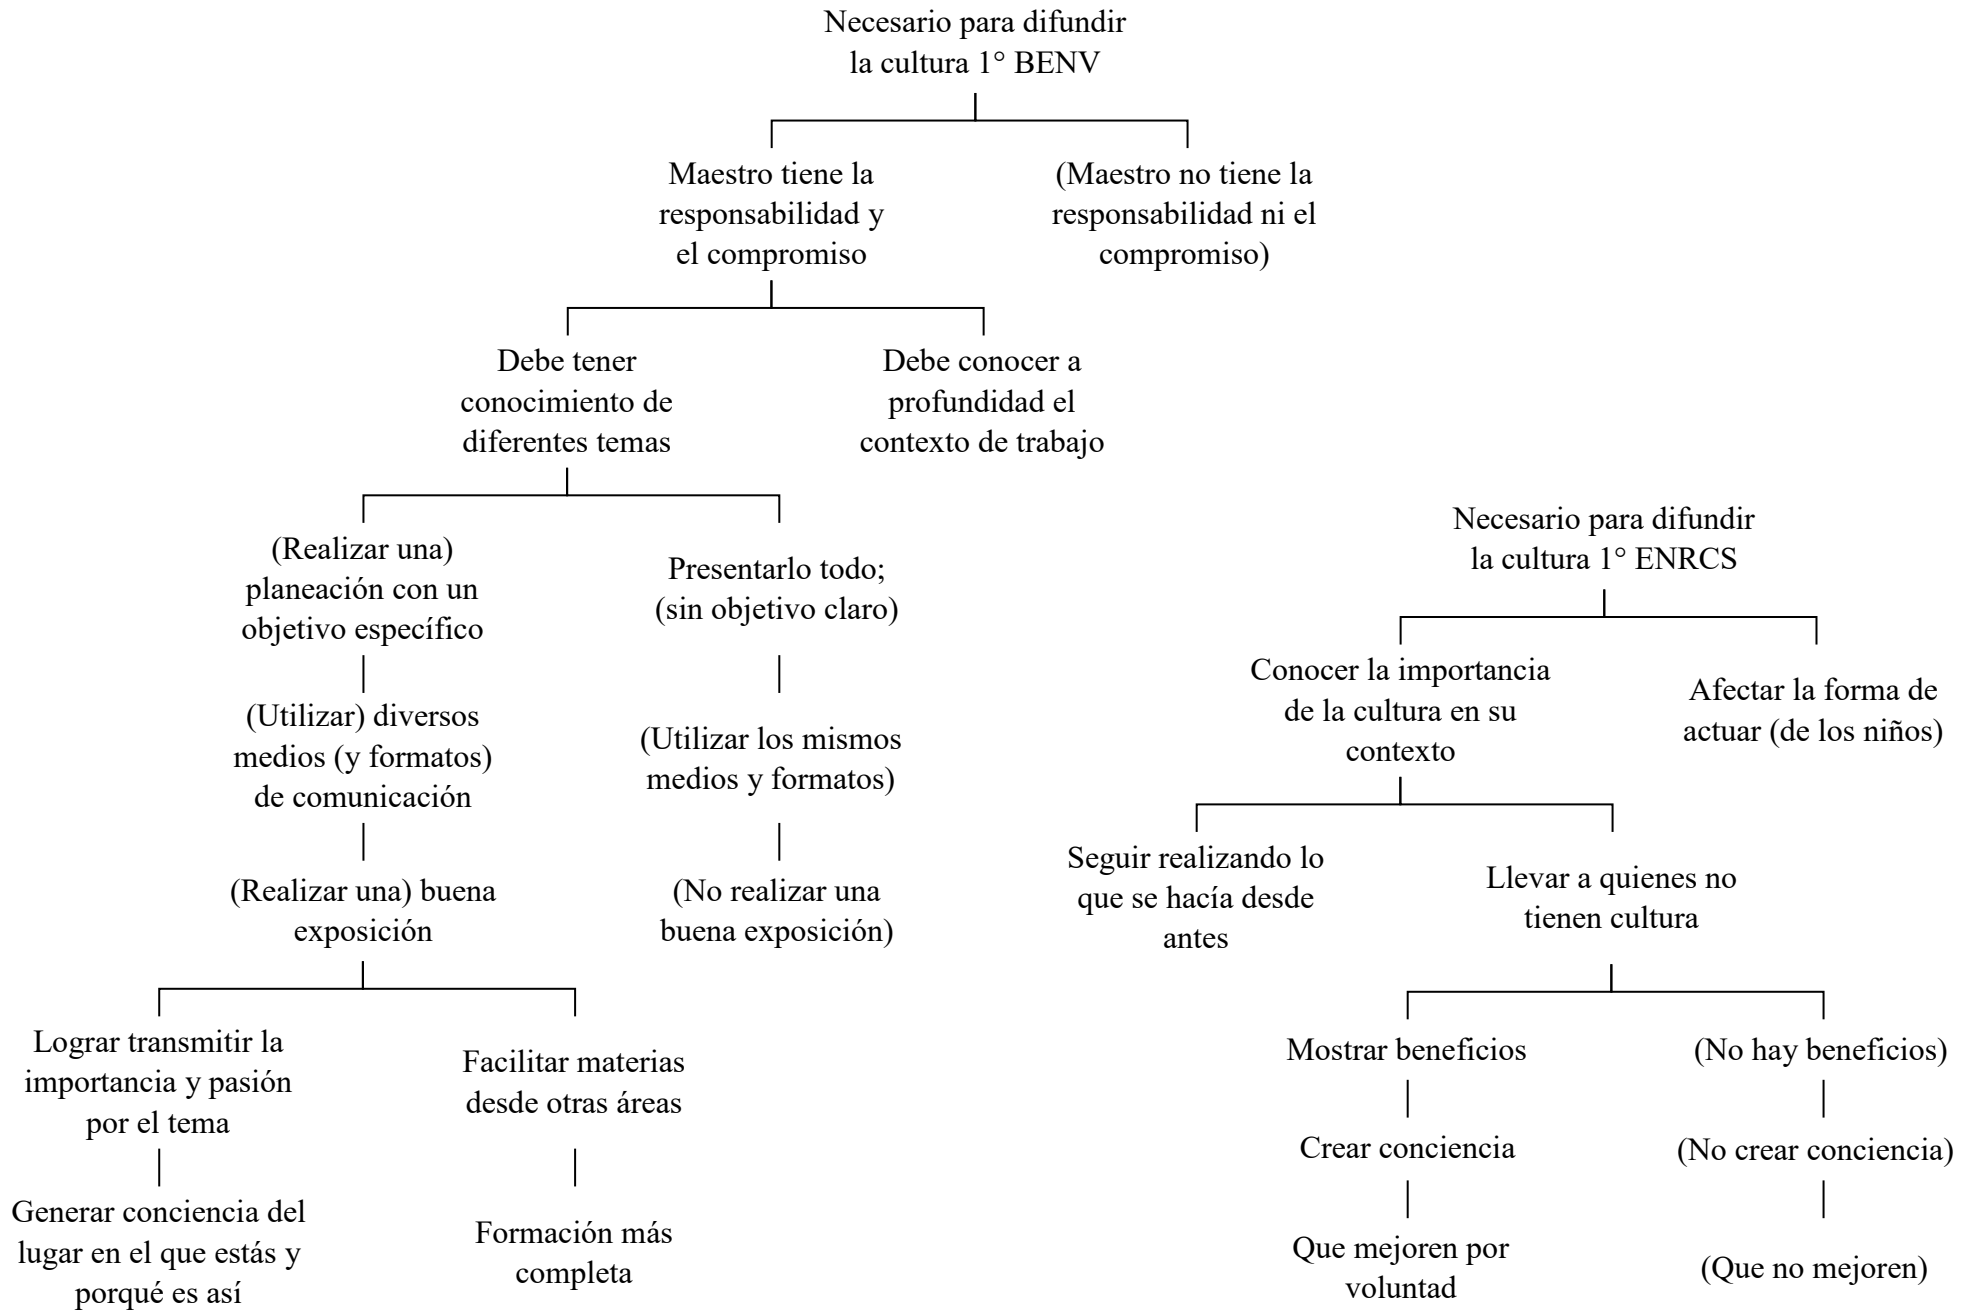 Necesario para difundir
la cultura 1° BENV
Maestro tiene la
responsabilidad y
el compromiso
(Maestro no tiene la
responsabilidad ni el
compromiso)
Debe tener
conocimiento de
diferentes temas
Debe conocer a
profundidad el
contexto de trabajo
(Realizar una)
planeación con un
objetivo específico
Presentarlo todo;
(sin objetivo claro)
(Utilizar) diversos
medios (y formatos)
de comunicación
(Utilizar los mismos
medios y formatos)
(Realizar una) buena
exposición
(No realizar una
buena exposición)
Lograr transmitir la
importancia y pasión
por el tema
Facilitar materias
desde otras áreas
Generar conciencia del
lugar en el que estás y
porqué es así
Formación más
completa
Necesario para difundir
la cultura 1° ENRCS
Conocer la importancia
de la cultura en su
contexto
Afectar la forma de
actuar (de los niños)
Seguir realizando lo
que se hacía desde
antes
Llevar a quienes no
tienen cultura
Mostrar beneficios
(No hay beneficios)
Crear conciencia
(No crear conciencia)
Que mejoren por
voluntad
(Que no mejoren)